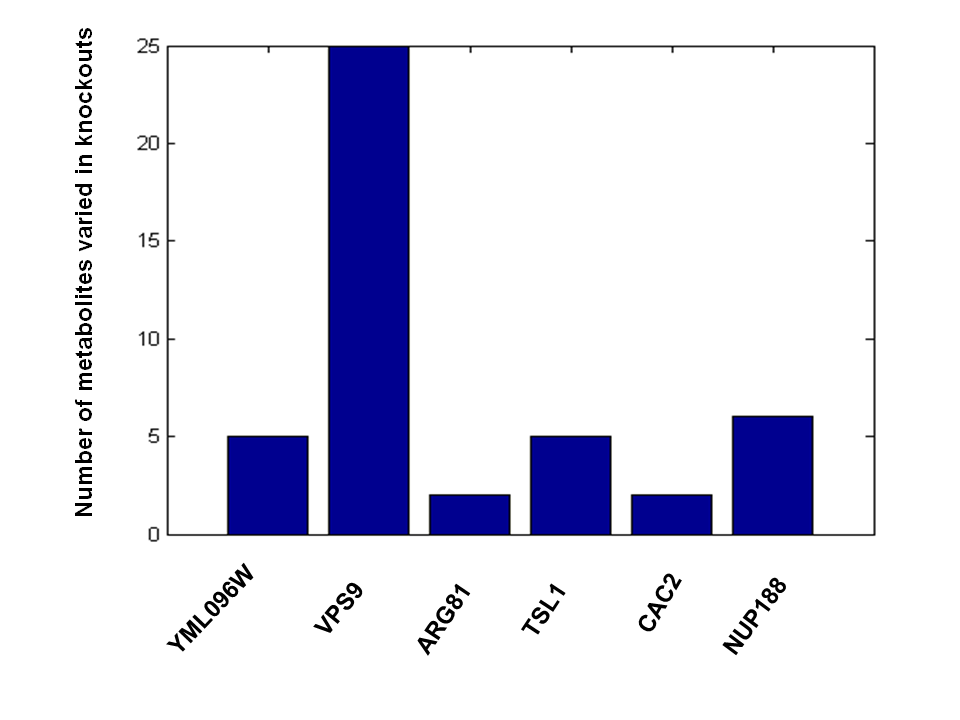 Number of metabolites varied in knockouts
25
20
15
10
5
0
YML096W
VPS9
ARG81
TSL1
CAC2
NUP188